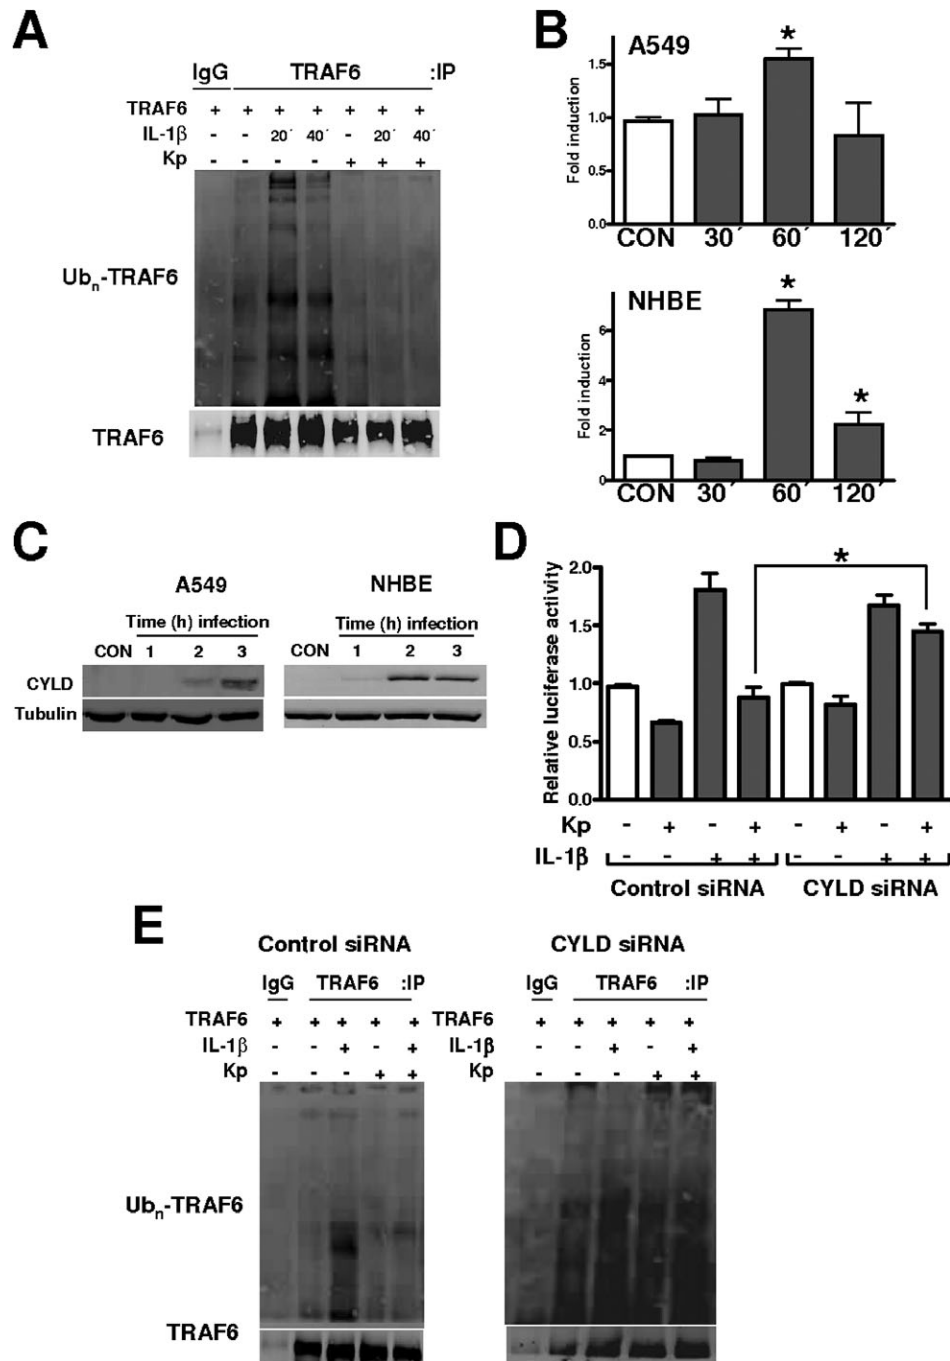 A
IgG TRAF6 :IP
TRAF6 + + + + + + +
IL-1β - - 20´ 40´ - 20´ 40´
Kp - - - - + + +
Ubn-TRAF6
TRAF6
B
A549
Fold induction
1.5
1.0
0.5
0.0
*
CON 30´ 60´ 120´
NHBE
Fold induction
6
4
2
0
* *
CON 30´ 60´ 120´
C
A549
Time (h) infection
CON 1 2 3
NHBE
Time (h) infection
CON 1 2 3
CYLD
Tubulin
D
Relative luciferase activity
2.0
1.5
1.0
0.5
0.0
*
Kp - + - + - + - +
IL-1β - - + + - - + +
Control siRNA CYLD siRNA
E
Control siRNA
IgG TRAF6 :IP
TRAF6 + + + + +
IL-1β - - + - +
Kp - - - + +
CYLD siRNA
IgG TRAF6 :IP
TRAF6 + + + + +
IL-1β - - + - +
Kp - - - + +
Ubn-TRAF6
TRAF6